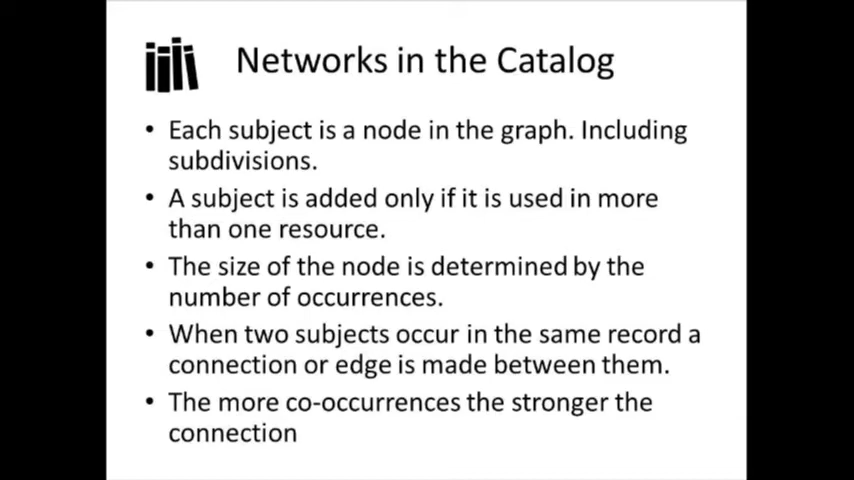 Networks in the Catalog
• Each subject is a node in the graph. Including
subdivisions.
• A subject is added only if it is used in more
than one resource.
• The size of the node is determined by the
number of occurrences.
• When two subjects occur in the same record a
connection or edge is made between them.
• The more co-occurrences the stronger the
connection